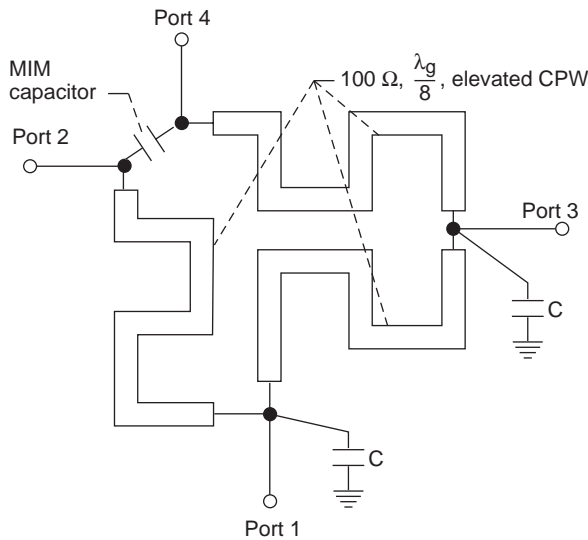 Port 4
MIM
capacitor
100 Ω, λg/8, elevated CPW
Port 2
Port 3
C
C
Port 1